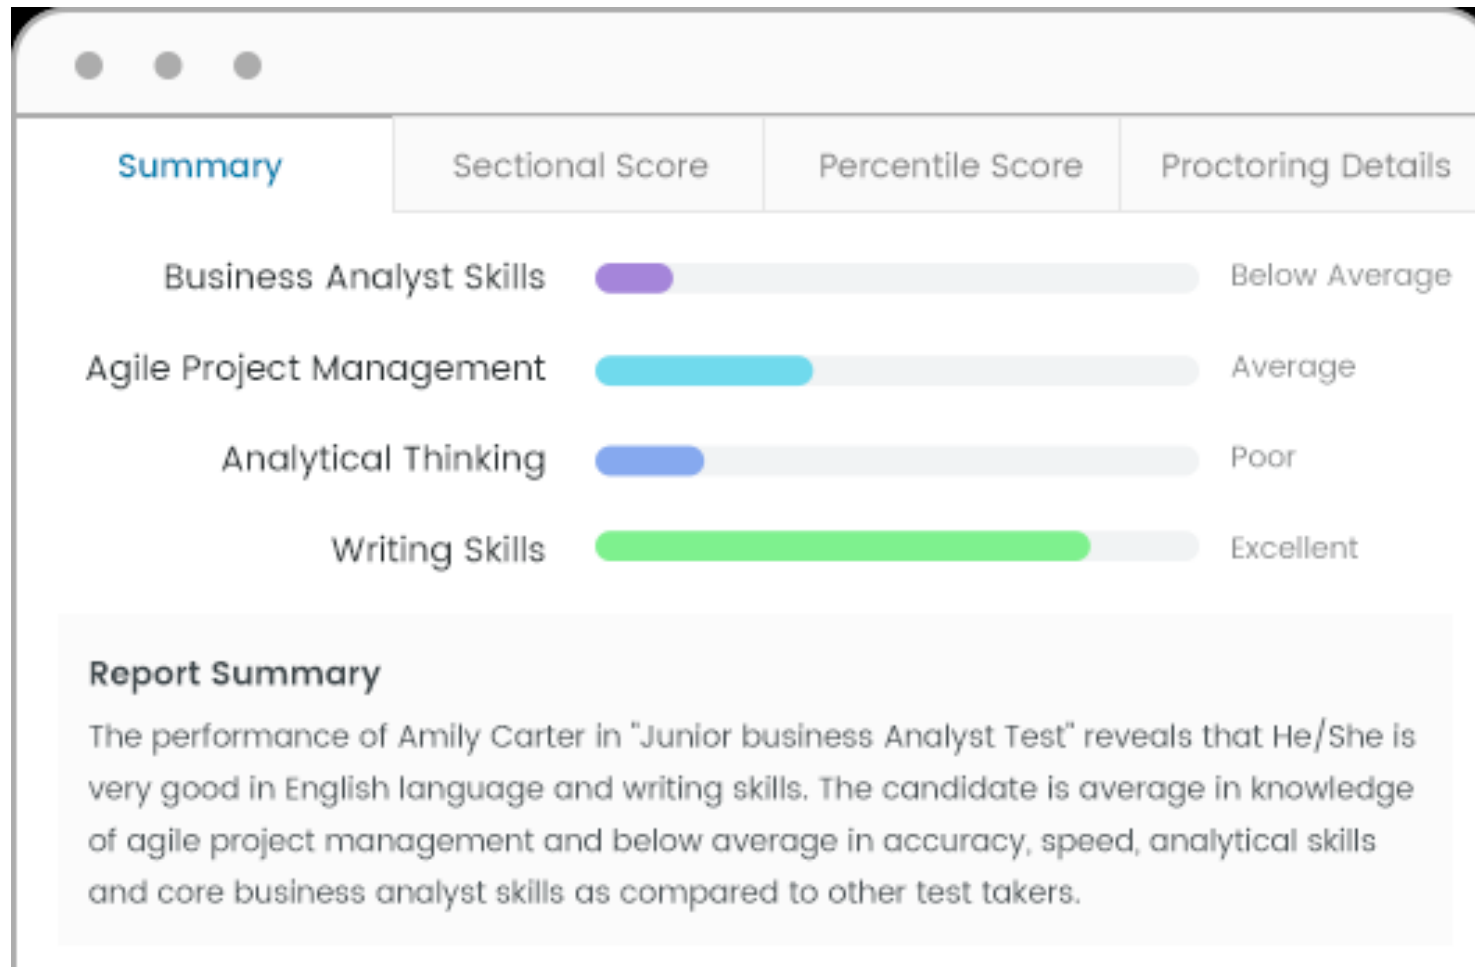 Summary Sectional Score Percentile Score Proctoring Details
Business Analyst Skills Below Average
Agile Project Management Average
Analytical Thinking Poor
Writing Skills Excellent
Report Summary
The performance of Amily Carter in "Junior business Analyst Test" reveals that He/She is
very good in English language and writing skills. The candidate is average in knowledge
of agile project management and below average in accuracy, speed, analytical skills
and core business analyst skills as compared to other test takers.